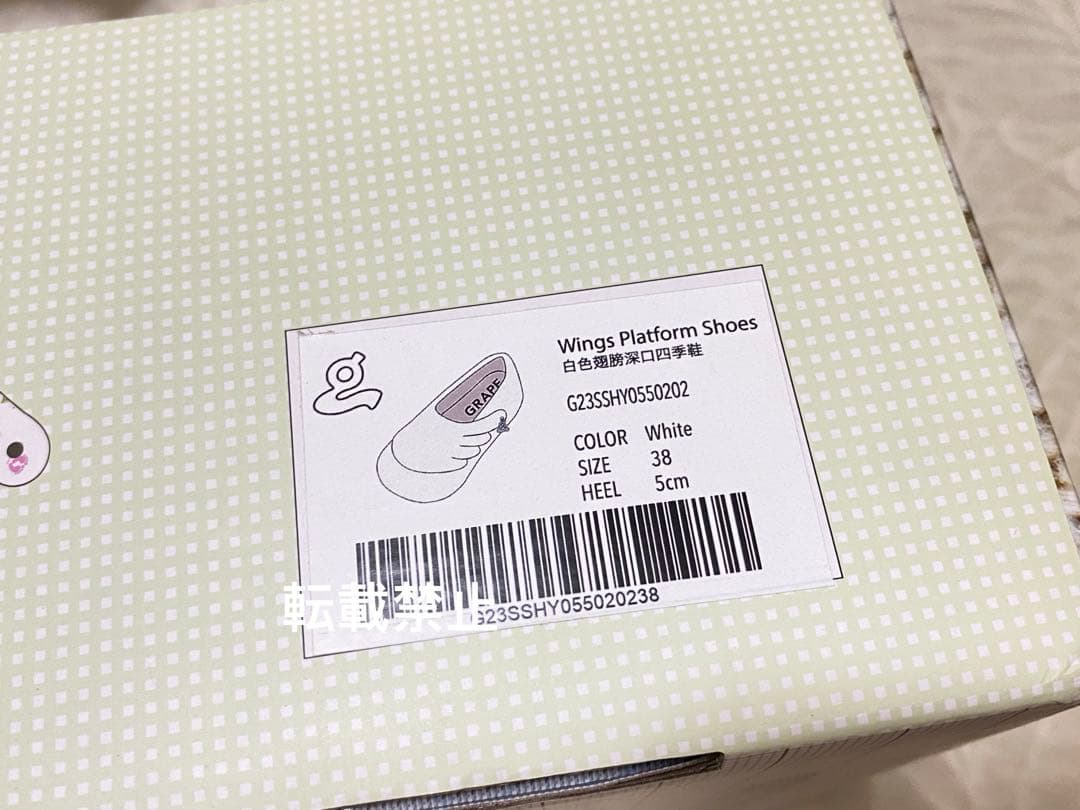 Wings Platform Shoes
白色翅膀深口四季鞋
G23SSHY0550202
COLOR White
SIZE 38
HEEL 5cm
GRAPE
G23SSHY055020238
転載禁止